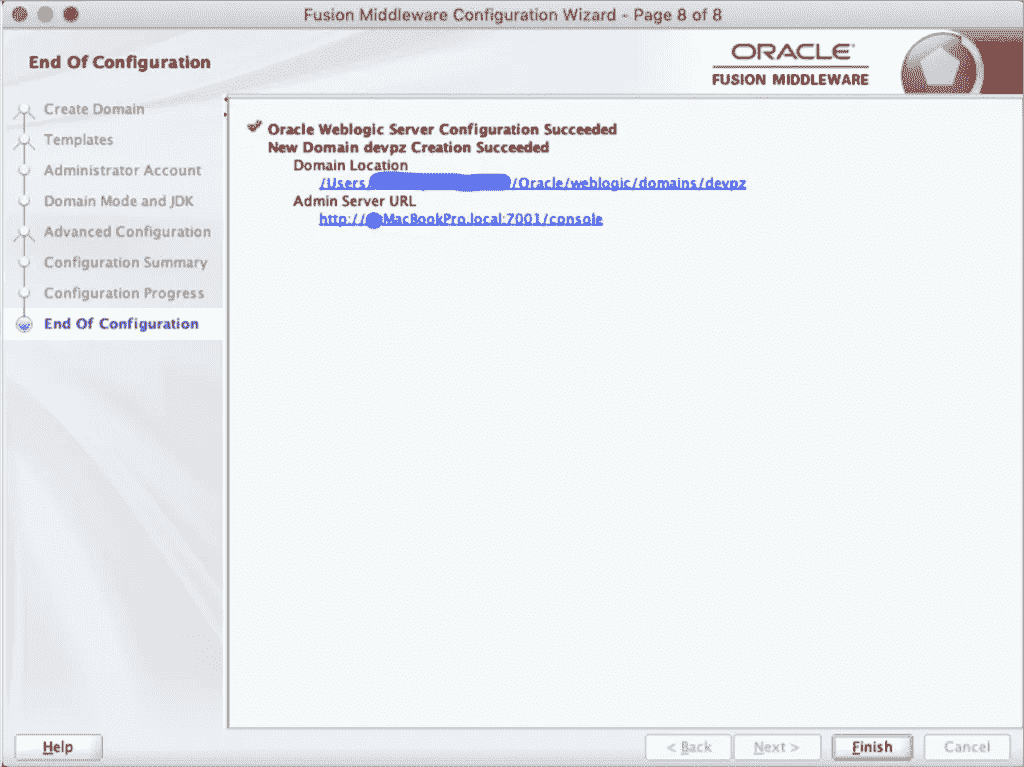 Fusion Middleware Configuration Wizard - Page 8 of 8
End Of Configuration
ORACLE
FUSION MIDDLEWARE
Create Domain
Templates
Administrator Account
Domain Mode and JDK
Advanced Configuration
Configuration Summary
Configuration Progress
End Of Configuration
Oracle Weblogic Server Configuration Succeeded
New Domain devpz Creation Succeeded
Domain Location
/Users/ /Oracle/weblogic/domains/devpz
Admin Server URL
http:// MacBookPro.local:7001/console
Help
< Back
Next >
Finish
Cancel